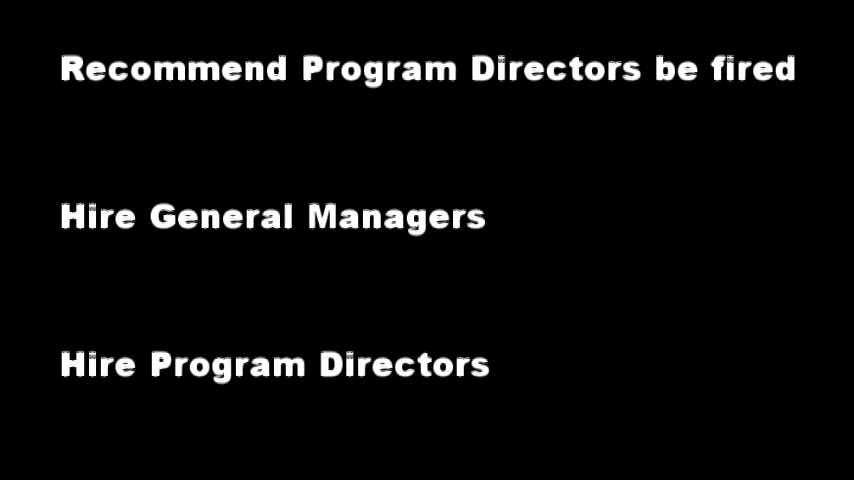 Recommend Program Directors be fired
Hire General Managers
Hire Program Directors